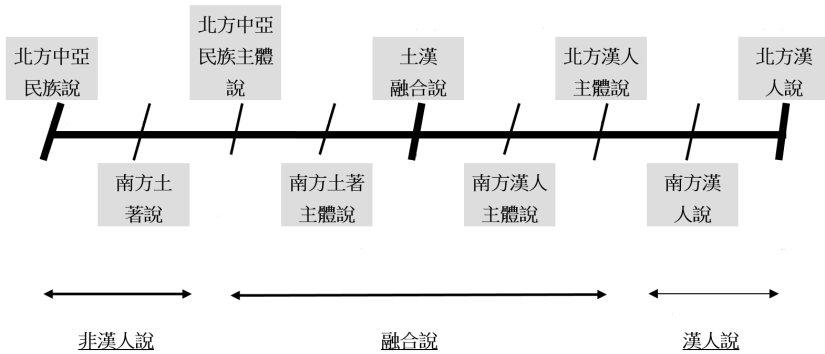 北方中亞
民族說
北方中亞
民族主體
說
土漢
融合說
北方漢人
主體說
北方漢
人說
南方土
著說
南方土著
主體說
南方漢人
主體說
南方漢
人說
非漢人說
融合說
漢人說